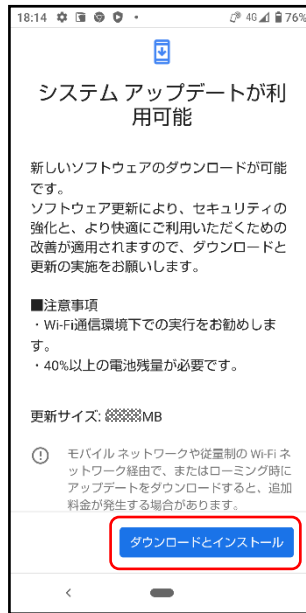 18:14 4G 76%
システム アップデートが利
用可能
新しいソフトウェアのダウンロードが可能
です。
ソフトウェア更新により、セキュリティの
強化と、より快適にご利用いただくための
改善が適用されますので、ダウンロードと
更新の実施をお願いします。
■注意事項
・Wi-Fi通信環境下での実行をお勧めしま
す。
・40%以上の電池残量が必要です。
更新サイズ: MB
モバイル ネットワークや従量制の Wi-Fi ネ
ットワーク経由で、またはローミング時に
アップデートをダウンロードすると、追加
料金が発生する場合があります。
ダウンロードとインストール